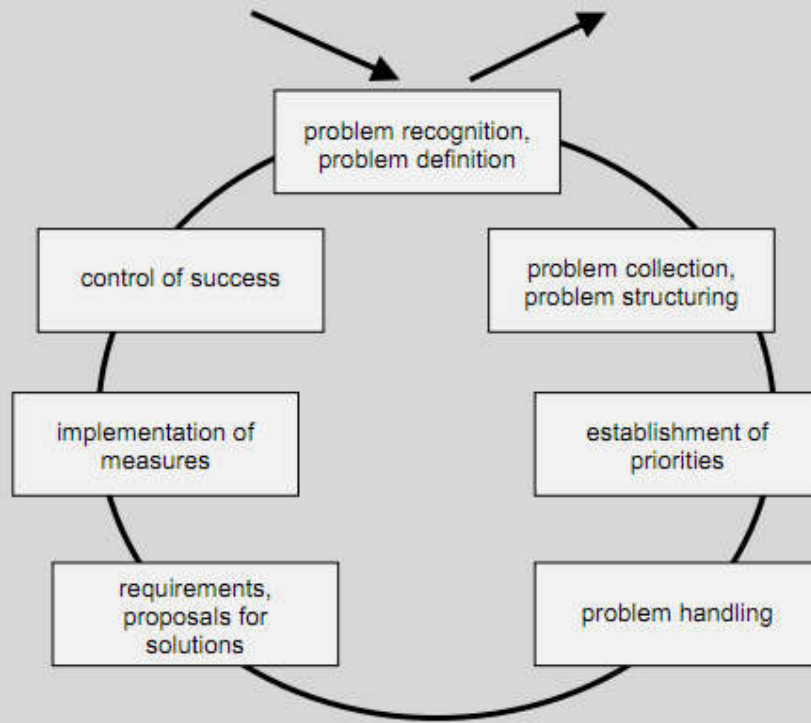 problem recognition,
problem definition
control of success
problem collection,
problem structuring
implementation of
measures
establishment of
priorities
requirements,
proposals for
solutions
problem handling